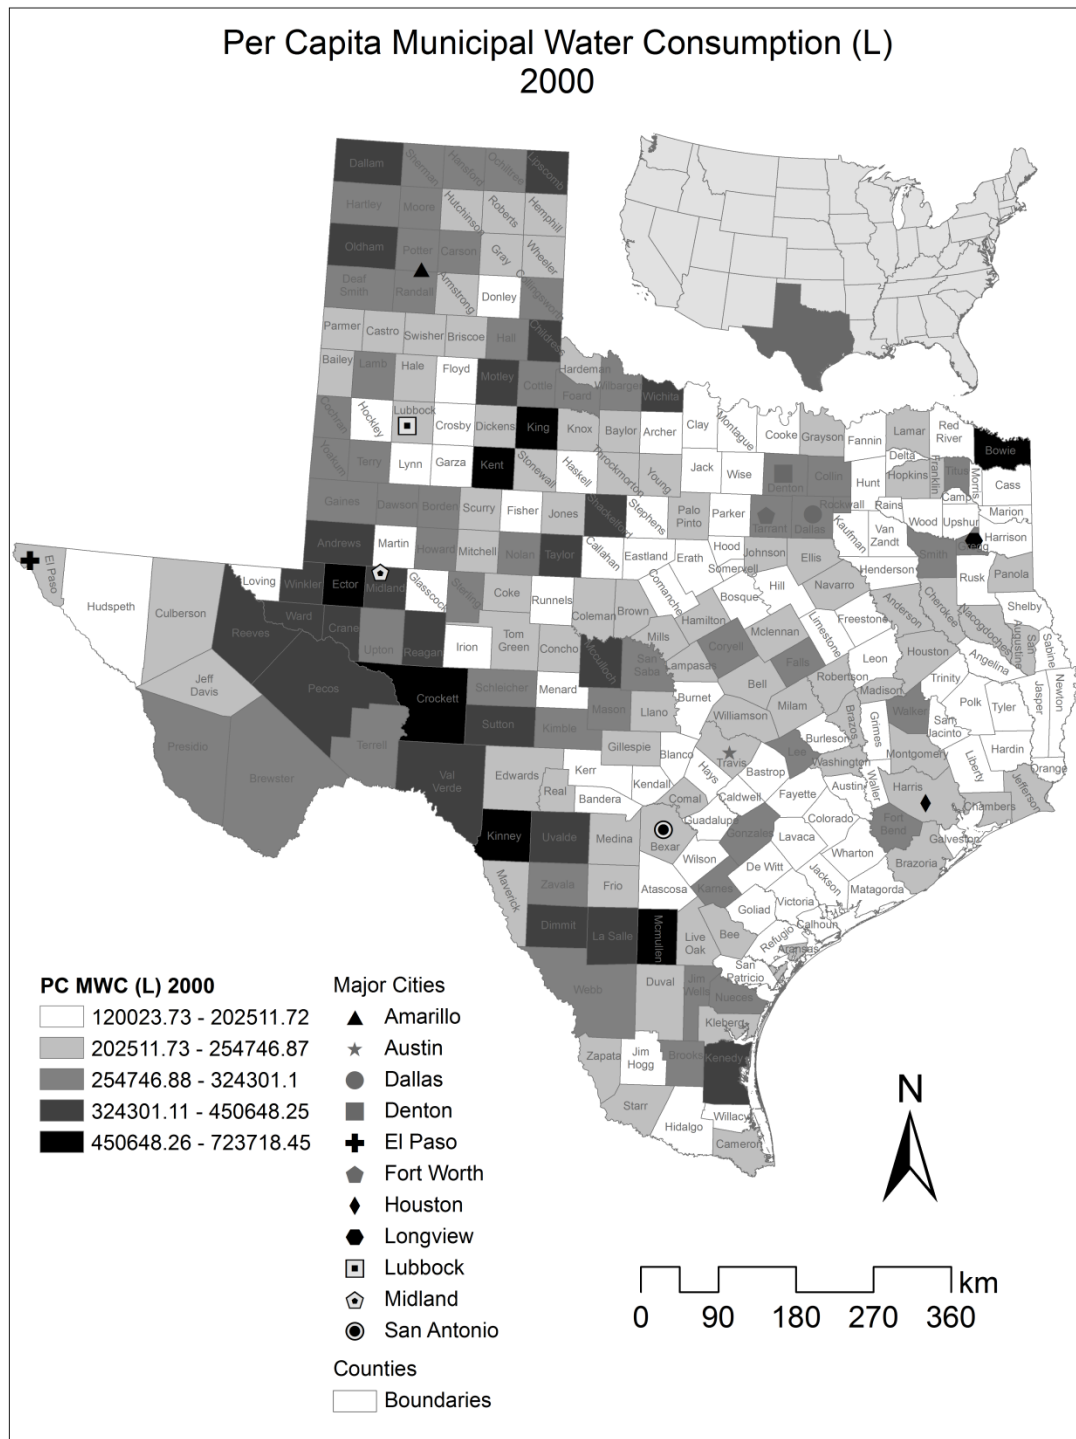 Per Capita Municipal Water Consumption (L)
2000
Dallam
Sherman
Hansford
Ochiltree
Lipscomb
Hartley
Moore
Hutchinson
Roberts
Hemphill
Oldham
Potter
Carson
Gray
Wheeler
Deaf
Smith
Randall
Armstrong
Donley
Collingsworth
Parmer
Castro
Swisher
Briscoe
Hall
Childress
Bailey
Lamb
Hale
Floyd
Motley
Cottle
Hardeman
Foard
Wilbarger
Wichita
Cochran
Hockley
Lubbock
Crosby
Dickens
King
Knox
Baylor
Archer
Clay
Montague
Cooke
Grayson
Fannin
Lamar
Red
River
Bowie
Yoakum
Terry
Lynn
Garza
Kent
Stonewall
Haskell
Throckmorton
Young
Jack
Wise
Denton
Collin
Hunt
Delta
Hopkins
Franklin
Titus
Morris
Cass
Camp
Gaines
Dawson
Borden
Scurry
Fisher
Jones
Shackelford
Stephens
Palo
Pinto
Parker
Tarrant
Dallas
Rockwall
Kaufman
Rains
Van
Zandt
Wood
Upshur
Marion
Harrison
Gregg
Andrews
Martin
Howard
Mitchell
Nolan
Taylor
Callahan
Eastland
Erath
Hood
Somervell
Johnson
Ellis
Henderson
Smith
Rusk
Panola
El Paso
Hudspeth
Culberson
Loving
Winkler
Ector
Midland
Glasscock
Sterling
Coke
Runnels
Coleman
Brown
Comanche
Hamilton
Bosque
Hill
Navarro
Freestone
Anderson
Cherokee
Nacogdoches
Shelby
San
Augustine
Sabine
Reeves
Ward
Crane
Upton
Reagan
Irion
Tom
Green
Concho
Mcculloch
San
Saba
Mills
Lampasas
Coryell
Mclennan
Limestone
Falls
Leon
Houston
Angelina
Trinity
Polk
Tyler
Jasper
Newton
Jeff
Davis
Pecos
Crockett
Schleicher
Menard
Mason
Llano
Burnet
Bell
Milam
Robertson
Madison
Walker
San
Jacinto
Hardin
Presidio
Brewster
Terrell
Sutton
Kimble
Gillespie
Blanco
Williamson
Travis
Lee
Burleson
Brazos
Grimes
Washington
Montgomery
Liberty
Orange
Val
Verde
Edwards
Real
Kerr
Bandera
Kendall
Hays
Comal
Caldwell
Bastrop
Fayette
Austin
Waller
Harris
Chambers
Jefferson
Kinney
Uvalde
Medina
Bexar
Guadalupe
Gonzales
Lavaca
Colorado
Fort
Bend
Galveston
Brazoria
Wharton
Maverick
Zavala
Frio
Atascosa
Wilson
Karnes
De Witt
Jackson
Matagorda
Dimmit
La Salle
Mcmullen
Live
Oak
Bee
Goliad
Victoria
Calhoun
Refugio
Aransas
San
Patricio
Webb
Duval
Jim
Wells
Nueces
Kleberg
Zapata
Jim
Hogg
Brooks
Kenedy
Starr
Hidalgo
Willacy
Cameron
PC MWC (L) 2000
120023.73 - 202511.72
202511.73 - 254746.87
254746.88 - 324301.1
324301.11 - 450648.25
450648.26 - 723718.45
Major Cities
Amarillo
Austin
Dallas
Denton
El Paso
Fort Worth
Houston
Longview
Lubbock
Midland
San Antonio
Counties
Boundaries
N
km
0 90 180 270 360